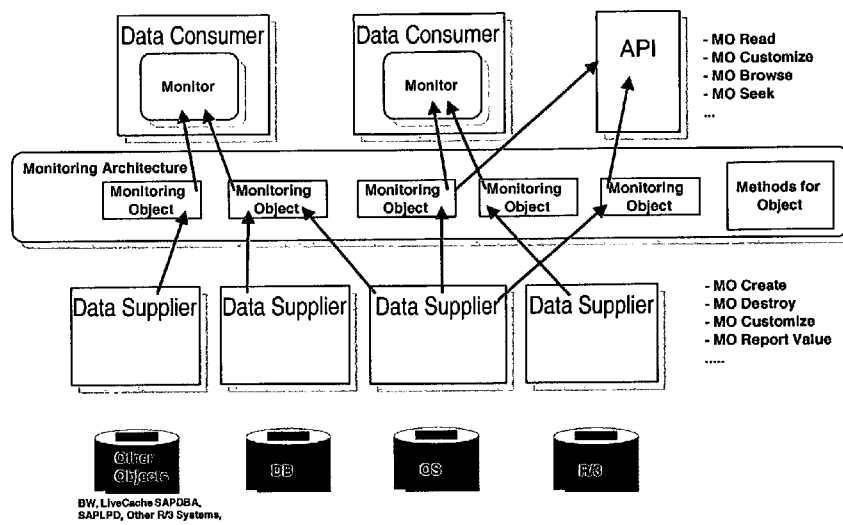 Data Consumer
Monitor
Data Consumer
Monitor
API
- MO Read
- MO Customize
- MO Browse
- MO Seek
...
Monitoring Architecture
Monitoring
Object
Monitoring
Object
Monitoring
Object
Monitoring
Object
Monitoring
Object
Methods for
Object
Data Supplier
Data Supplier
Data Supplier
Data Supplier
- MO Create
- MO Destroy
- MO Customize
- MO Report Value
.....
Other
Objects
DB
OS
R/3
BW, LiveCache SAPDBA,
SAPLPD, Other R/3 Systems,